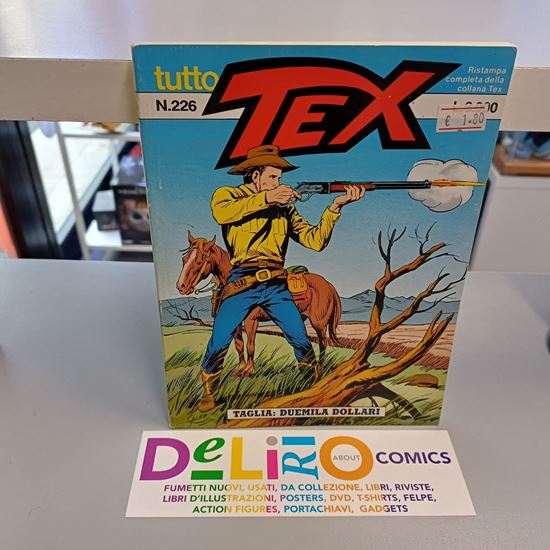 tutto
TEX
Ristampa
completa della
collana Tex
N.226
€ 1.80
TAGLIA: DUEMILA DOLLARI
DeLiRiO ABOUT COMICS
FUMETTI NUOVI, USATI, DA COLLEZIONE, LIBRI, RIVISTE,
LIBRI D'ILLUSTRAZIONI, POSTERS, DVD, T-SHIRTS, FELPE,
ACTION FIGURES, PORTACHIAVI, GADGETS